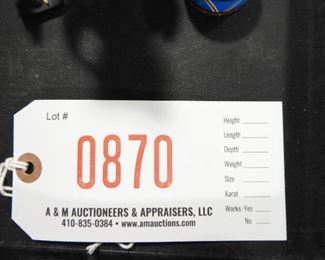 Lot #
0870
A & M AUCTIONEERS & APPRAISERS, LLC
410-835-0384 • www.amauctions.com
Height
Length
Depth
Weight
Size
Karat
Works: Yes
No